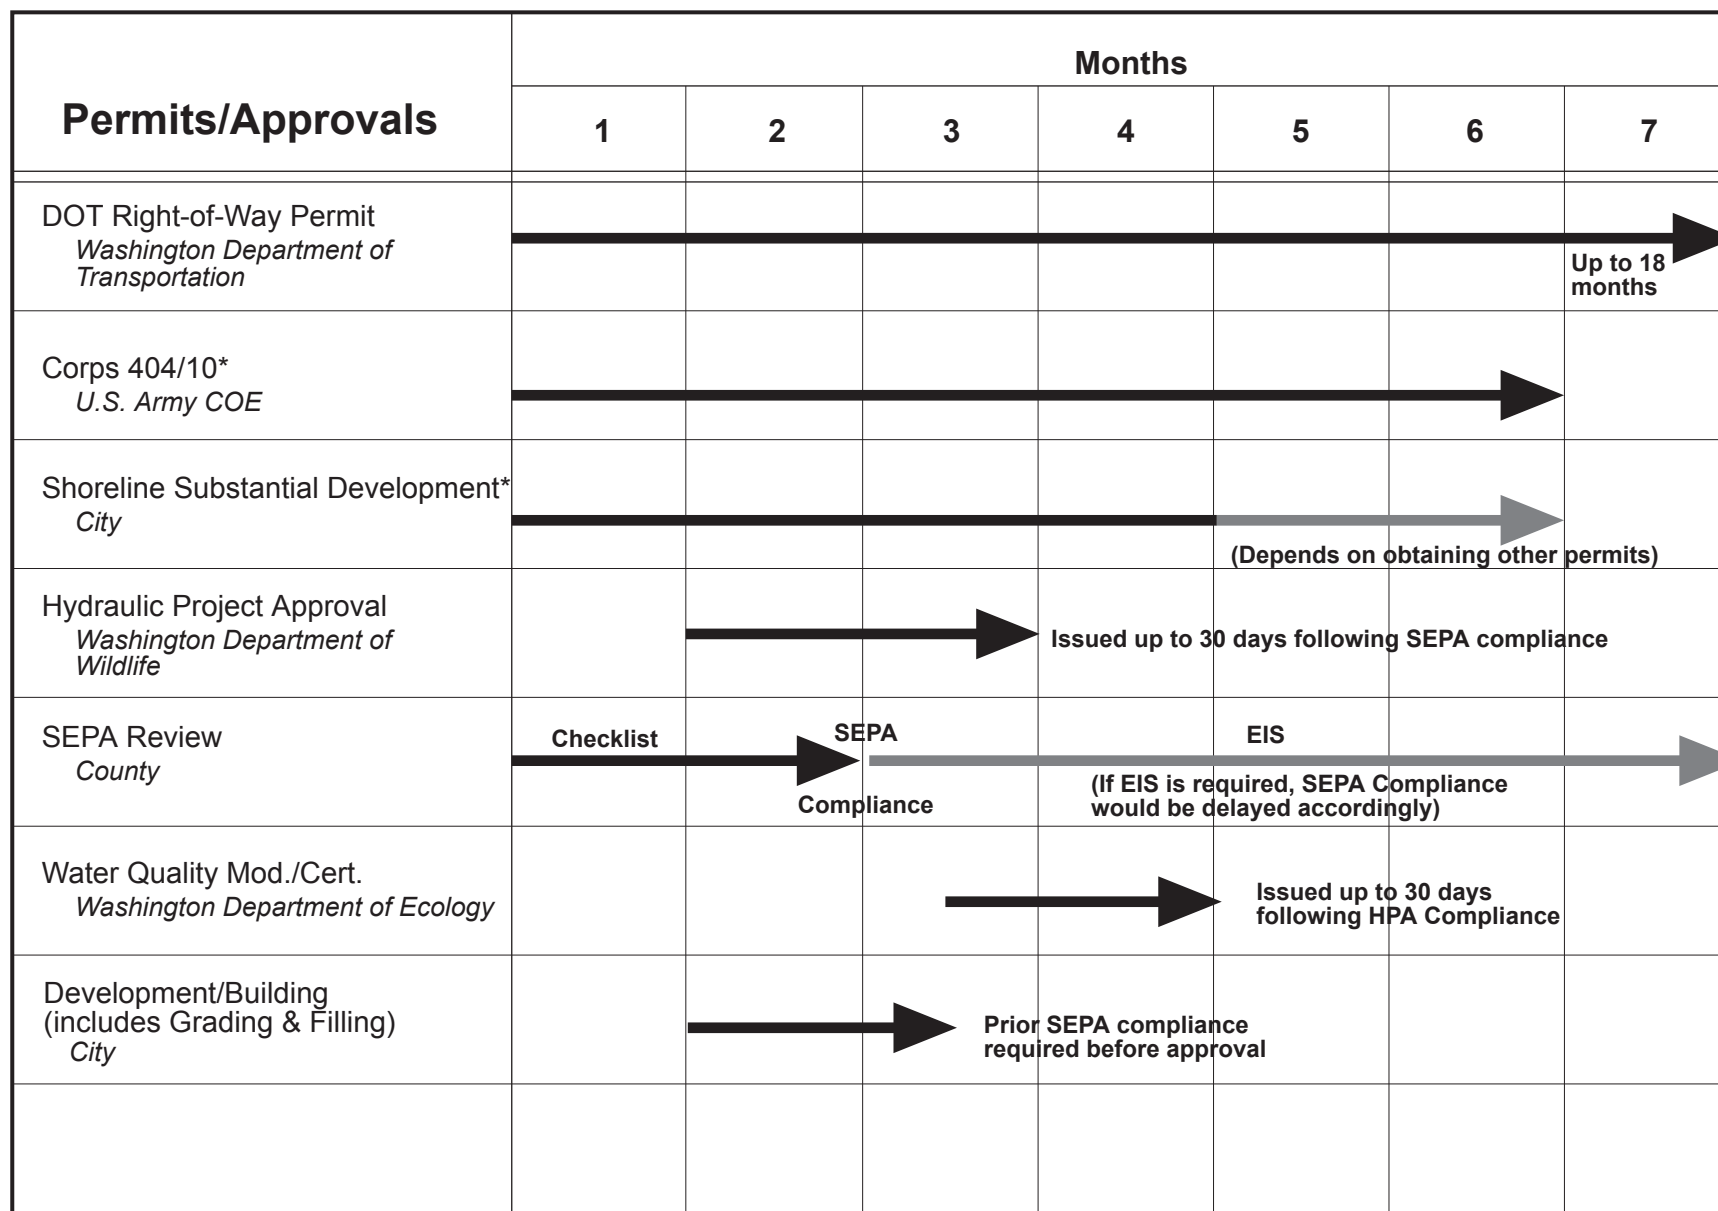 Permits/Approvals
Months
1 2 3 4 5 6 7
DOT Right-of-Way Permit
Washington Department of
Transportation
Up to 18
months
Corps 404/10*
U.S. Army COE
Shoreline Substantial Development*
City
(Depends on obtaining other permits)
Hydraulic Project Approval
Washington Department of
Wildlife
Issued up to 30 days following SEPA compliance
SEPA Review
County
Checklist
SEPA
Compliance
EIS
(If EIS is required, SEPA Compliance
would be delayed accordingly)
Water Quality Mod./Cert.
Washington Department of Ecology
Issued up to 30 days
following HPA Compliance
Development/Building
(includes Grading & Filling)
City
Prior SEPA compliance
required before approval